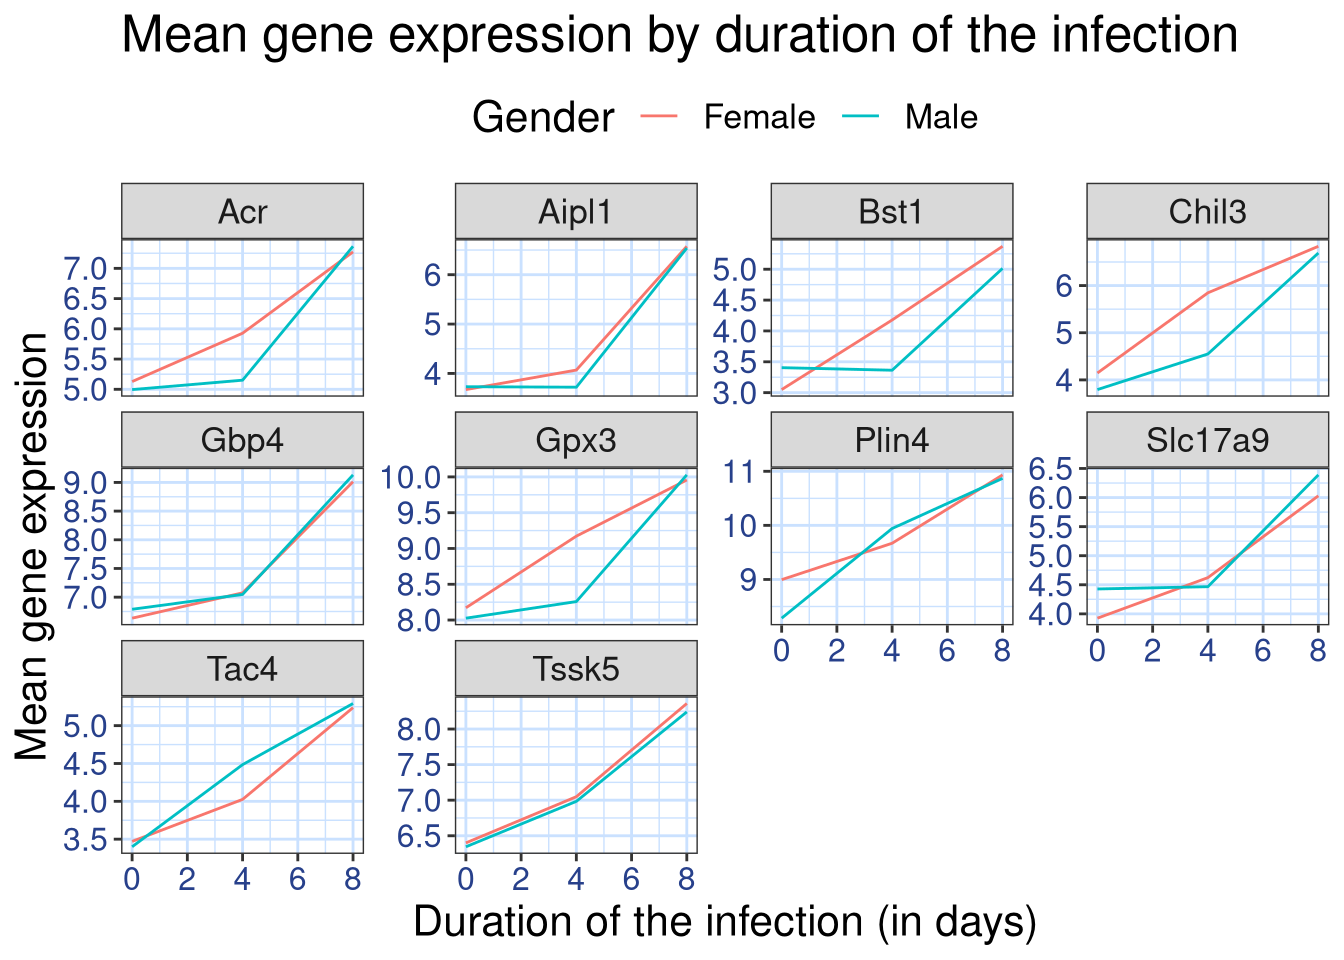 Mean gene expression by duration of the infection
Gender Female Male
Acr Aipl1 Bst1 Chil3
7.0 6.5 6.0 5.5 5.0
6 5 4
5.0 4.5 4.0 3.5 3.0
6 5 4
Gbp4 Gpx3 Plin4 Slc17a9
9.0 8.5 8.0 7.5 7.0
10.0 9.5 9.0 8.5 8.0
11 10 9
6.5 6.0 5.5 5.0 4.5 4.0
0 2 4 6 8 0 2 4 6 8
Tac4 Tssk5
5.0 4.5 4.0 3.5
8.0 7.5 7.0 6.5
0 2 4 6 8 0 2 4 6 8
Mean gene expression
Duration of the infection (in days)